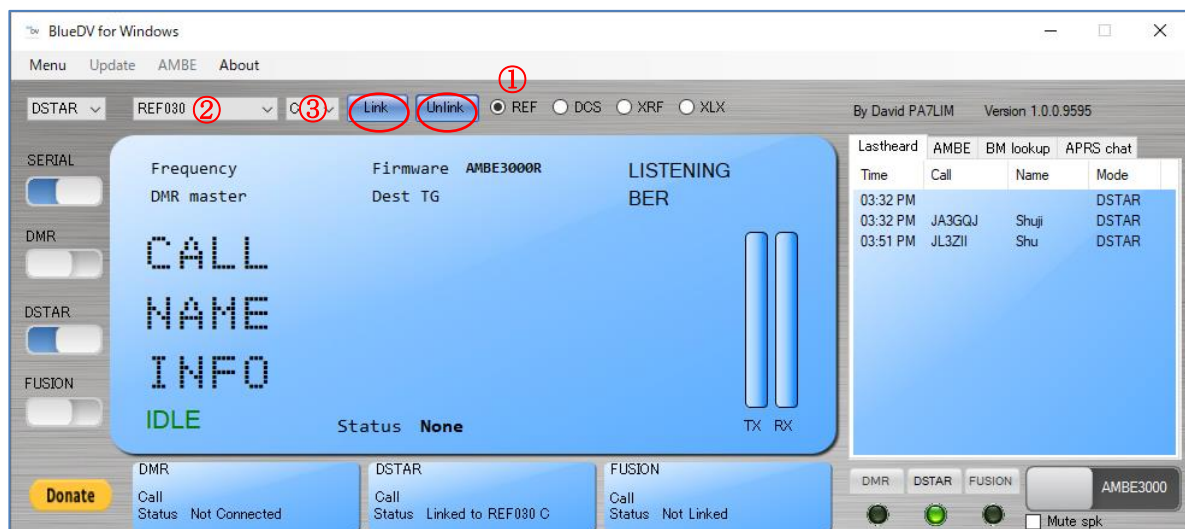 BlueDV for Windows
Menu Update AMBE About
①
DSTAR REF030 ② C ③ Link Unlink REF DCS XRF XLX
By David PA7LIM Version 1.0.0.9595
SERIAL
DMR
DSTAR
FUSION
Frequency Firmware AMBE3000R LISTENING
DMR master Dest TG BER
CALL
NAME
INFO
IDLE
Status None
TX RX
Lastheard AMBE BM lookup APRS chat
Time Call Name Mode
03:32 PM DSTAR
03:32 PM JA3GQJ Shuji DSTAR
03:51 PM JL3ZII Shu DSTAR
Donate
DMR
Call
Status Not Connected
DSTAR
Call
Status Linked to REF030 C
FUSION
Call
Status Not Linked
DMR DSTAR FUSION
AMBE3000
Mute spk